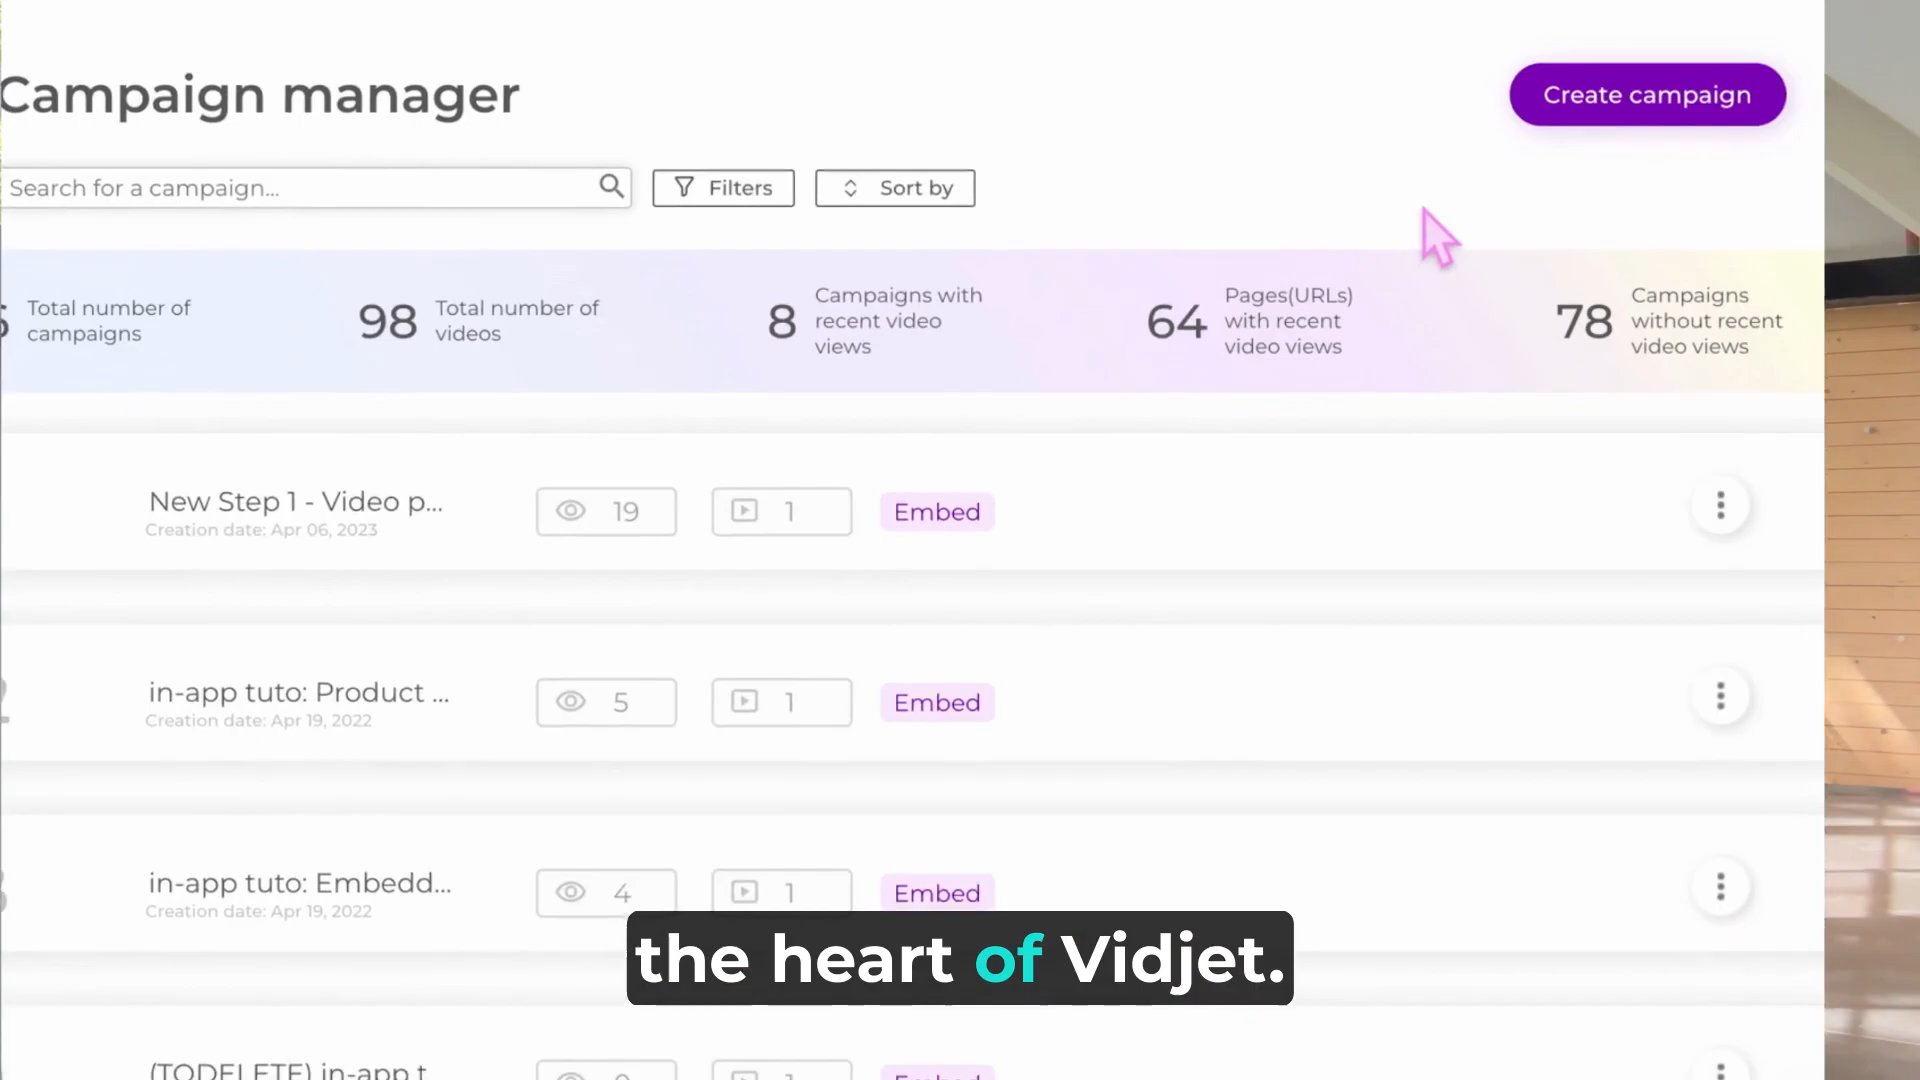 Campaign manager
Create campaign
Search for a campaign...
Filters
Sort by
Total number of
campaigns
98
Total number of
videos
8
Campaigns with
recent video
views
64
Pages(URLs)
with recent
video views
78
Campaigns
without recent
video views
New Step 1 - Video p...
Creation date: Apr 06, 2023
19
1
Embed
in-app tuto: Product ...
Creation date: Apr 19, 2022
5
1
Embed
in-app tuto: Embedd...
Creation date: Apr 19, 2022
4
1
Embed
the heart of Vidjet.
(TODELETE) in-app t